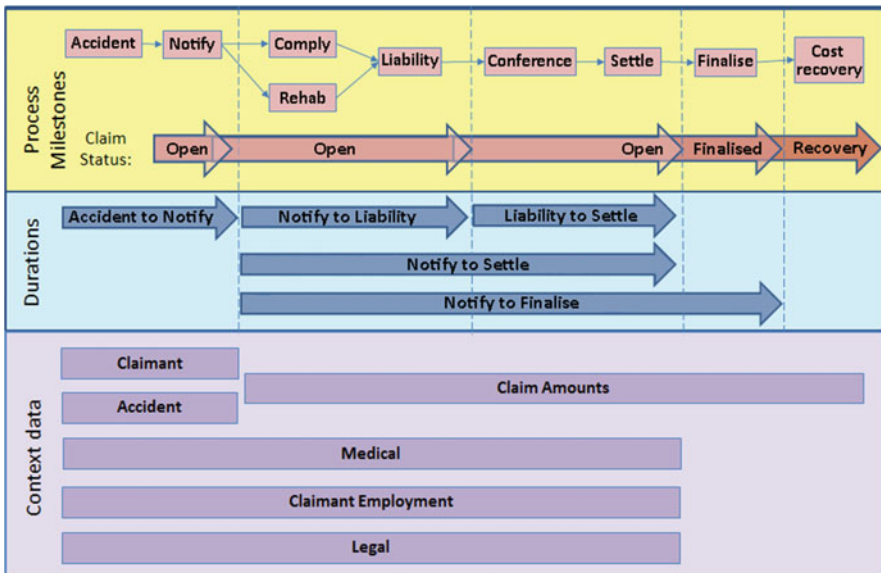 Process
Milestones
Accident
Notify
Comply
Rehab
Liability
Conference
Settle
Finalise
Cost
recovery
Claim
Status:
Open
Open
Open
Finalised
Recovery
Durations
Accident to Notify
Notify to Liability
Liability to Settle
Notify to Settle
Notify to Finalise
Context data
Claimant
Accident
Claim Amounts
Medical
Claimant Employment
Legal